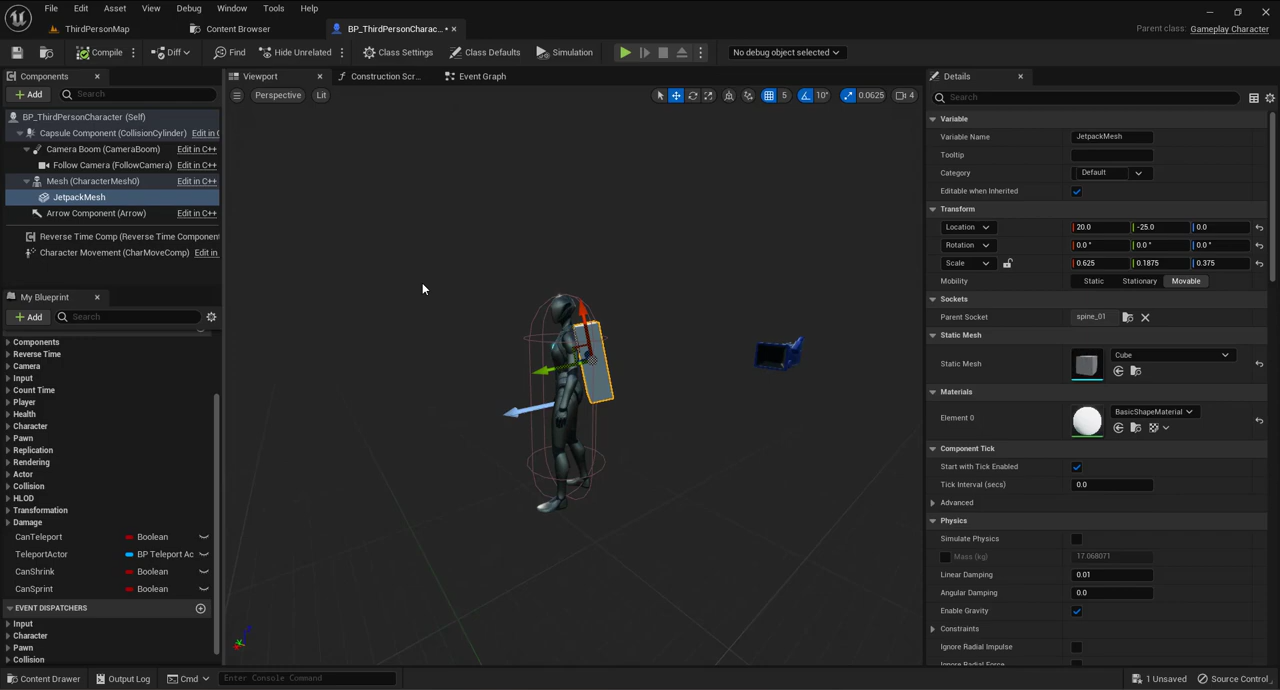 File Edit Asset View Debug Window Tools Help
ThirdPersonMap
Content Browser
BP_ThirdPersonCharac... •
Parent class: Gameplay Character
Compile
Diff
Find
Hide Unrelated
Class Settings
Class Defaults
Simulation
No debug object selected
Components
Add
Search
BP_ThirdPersonCharacter (Self)
Capsule Component (CollisionCylinder) Edit in C
Camera Boom (CameraBoom) Edit in C++
Follow Camera (FollowCamera) Edit in C++
Mesh (CharacterMesh0) Edit in C++
JetpackMesh
Arrow Component (Arrow) Edit in C++
Reverse Time Comp (Reverse Time Component
Character Movement (CharMoveComp) Edit in
My Blueprint
Add
Search
Components
Reverse Time
Camera
Input
Count Time
Player
Health
Character
Pawn
Replication
Rendering
Actor
Collision
HLOD
Transformation
Damage
CanTeleport Boolean
TeleportActor BP Teleport Ac
CanShrink Boolean
CanSprint Boolean
EVENT DISPATCHERS
Input
Character
Pawn
Collision
Viewport
Construction Scr...
Event Graph
Perspective
Lit
5
10°
0.0625
4
Details
Search
Variable
Variable Name JetpackMesh
Tooltip
Category Default
Editable when Inherited
Transform
Location 20.0 -25.0 0.0
Rotation 0.0 ° 0.0 ° 0.0 °
Scale 0.625 0.1875 0.375
Mobility Static Stationary Movable
Sockets
Parent Socket spine_01
Static Mesh
Static Mesh Cube
Materials
Element 0 BasicShapeMaterial
Component Tick
Start with Tick Enabled
Tick Interval (secs) 0.0
Advanced
Physics
Simulate Physics
Mass (kg) 17.068071
Linear Damping 0.01
Angular Damping 0.0
Enable Gravity
Constraints
Ignore Radial Impulse
Ignore Radial Force
Content Drawer
Output Log
Cmd
Enter Console Command
1 Unsaved
Source Control